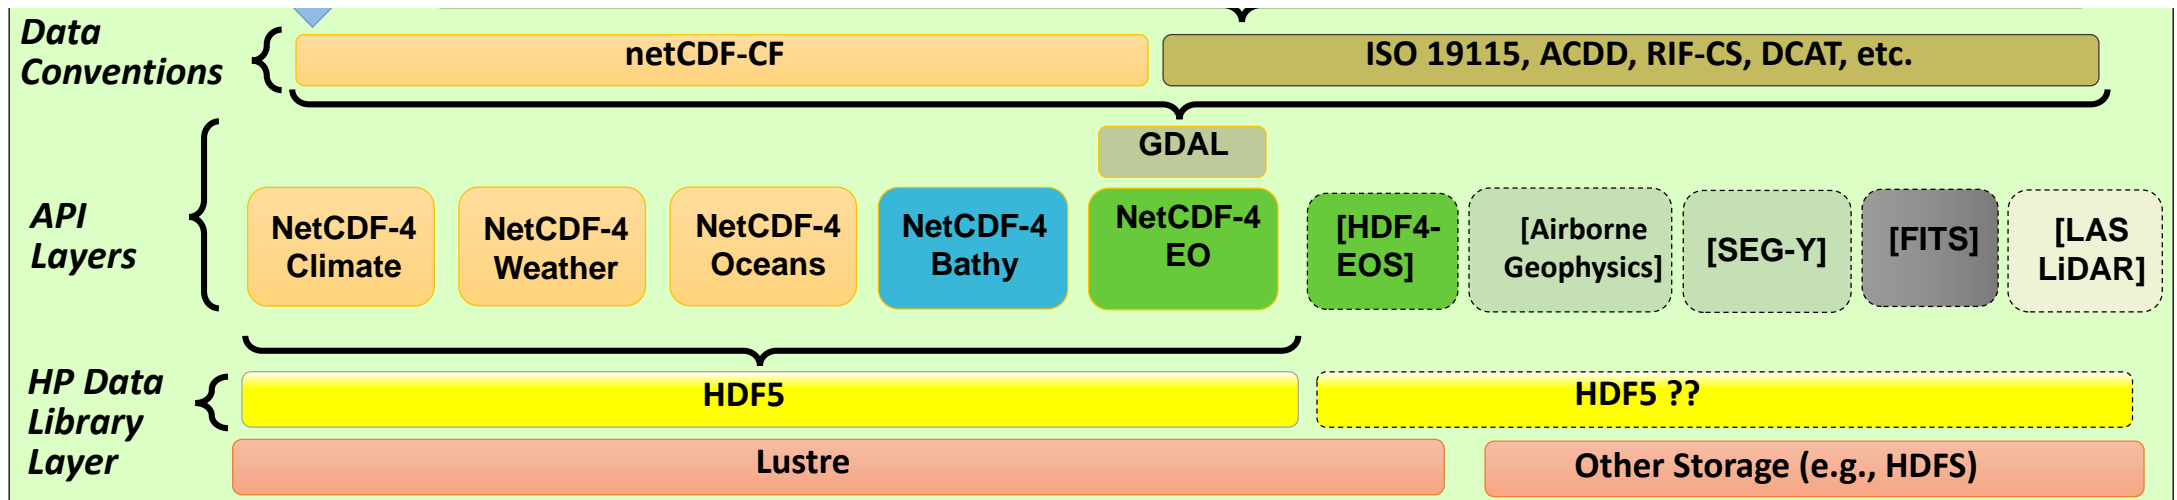 Data
Conventions
netCDF-CF
ISO 19115, ACDD, RIF-CS, DCAT, etc.
GDAL
API
Layers
NetCDF-4
Climate
NetCDF-4
Weather
NetCDF-4
Oceans
NetCDF-4
Bathy
NetCDF-4
EO
[HDF4-
EOS]
[Airborne
Geophysics]
[SEG-Y]
[FITS]
[LAS
LiDAR]
HP Data
Library
Layer
HDF5
HDF5 ??
Lustre
Other Storage (e.g., HDFS)